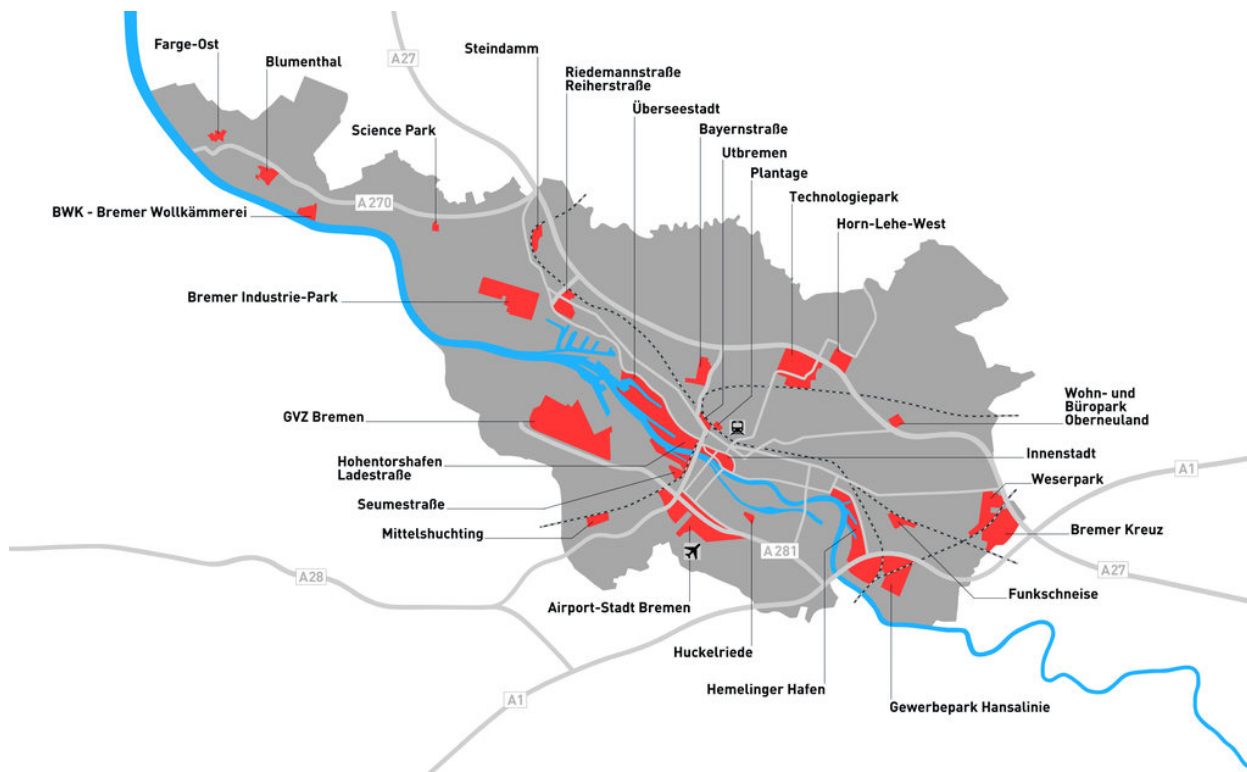 Farge-Ost
Blumenthal
A27
Steindamm
Riedemannstraße
Reiherstraße
Überseestadt
Science Park
Bayernstraße
Utbremen
Plantage
Technologiepark
Horn-Lehe-West
A270
BWK - Bremer Wollkämmerei
Bremer Industrie-Park
GVZ Bremen
Wohn- und
Büropark
Oberneuland
Hohentorshafen
Ladestraße
Innenstadt
A1
Weserpark
Seumestraße
Mittelshuchting
Bremer Kreuz
A281
A28
A27
Funkschneise
Airport-Stadt Bremen
Huckelriede
Hemelinger Hafen
A1
Gewerbepark Hansalinie